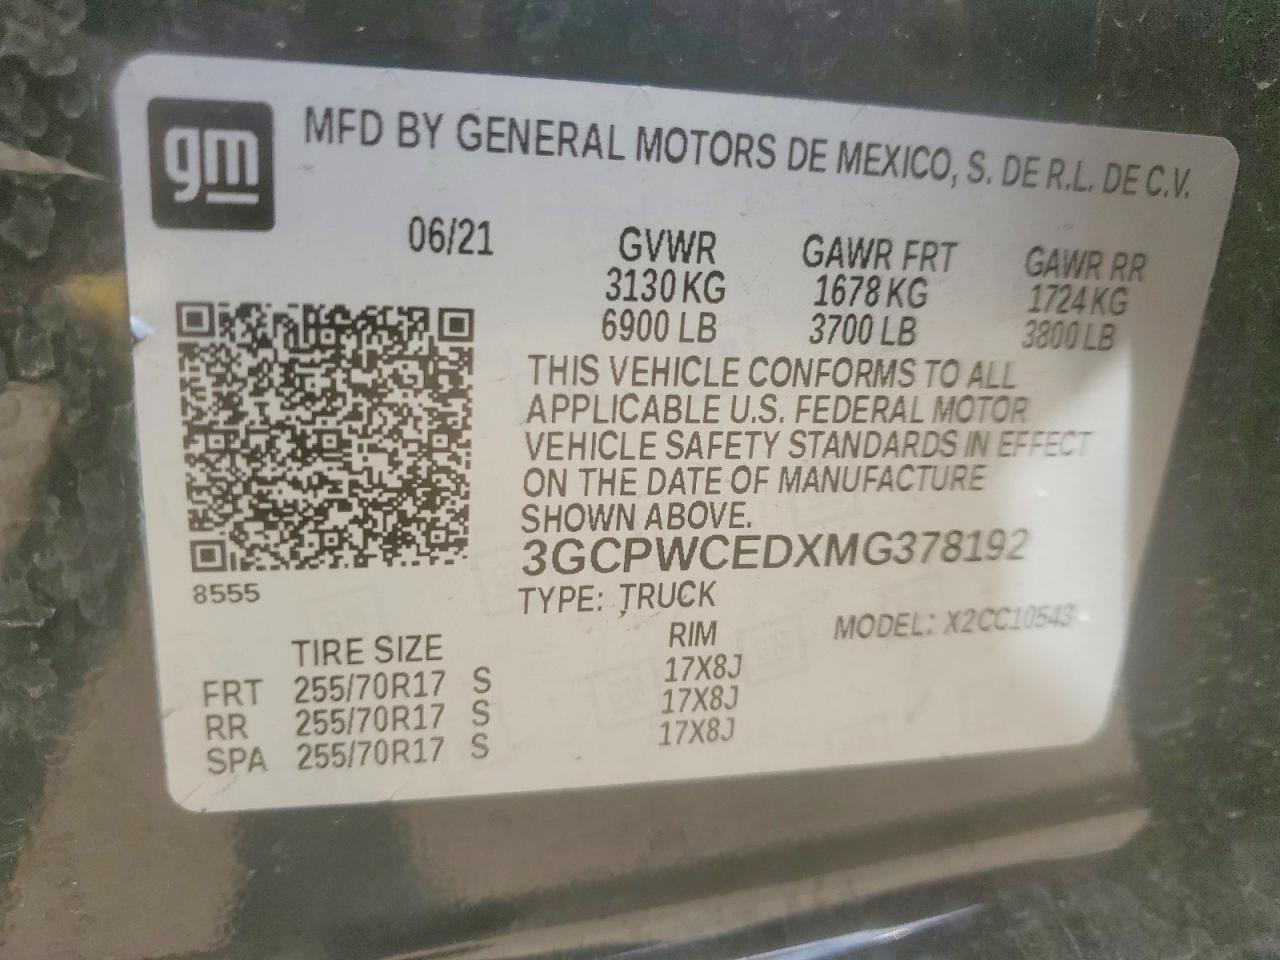 gm
MFD BY GENERAL MOTORS DE MEXICO, S. DE R.L. DE C.V.
06/21 GVWR GAWR FRT GAWR RR
3130 KG 1678 KG 1724 KG
6900 LB 3700 LB 3800 LB
THIS VEHICLE CONFORMS TO ALL
APPLICABLE U.S. FEDERAL MOTOR
VEHICLE SAFETY STANDARDS IN EFFECT
ON THE DATE OF MANUFACTURE
SHOWN ABOVE.
3GCPWCEDXMG378192
8555
TYPE: TRUCK MODEL: X2CC10543
TIRE SIZE RIM
FRT 255/70R17 S 17X8J
RR 255/70R17 S 17X8J
SPA 255/70R17 S 17X8J